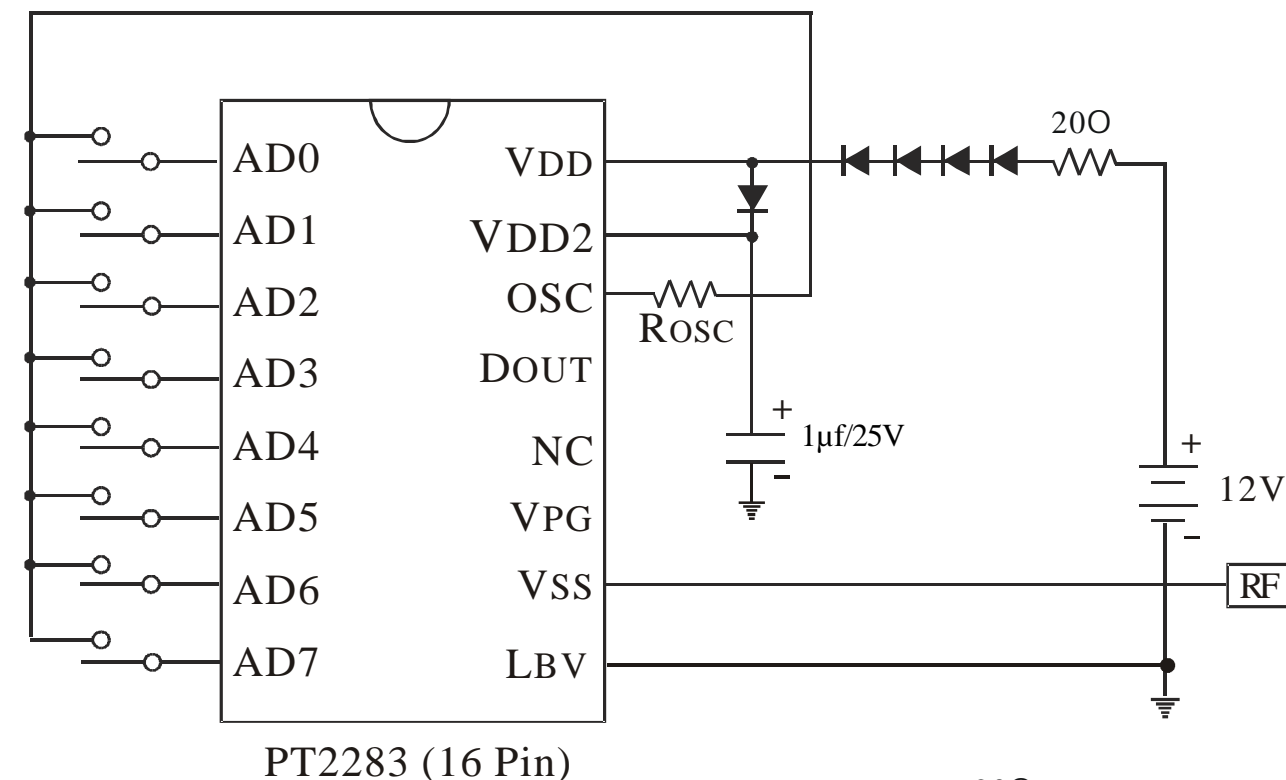 20O
AD0 VDD
AD1 VDD2
AD2 OSC
ROSC
AD3 DOUT
+
1µf/25V
AD4 NC
-
+
12V
-
AD5 VPG
AD6 VSS
RF
AD7 LBV
PT2283 (16 Pin)